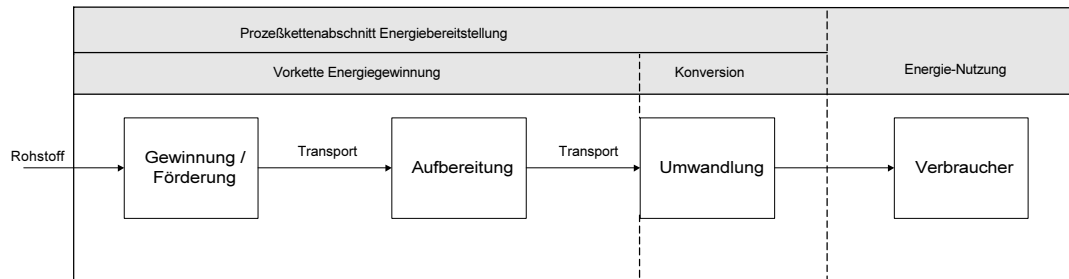 Prozeßkettenabschnitt Energiebereitstellung
Vorkette Energiegewinnung
Konversion
Energie-Nutzung
Rohstoff
Gewinnung /
Förderung
Transport
Aufbereitung
Transport
Umwandlung
Verbraucher